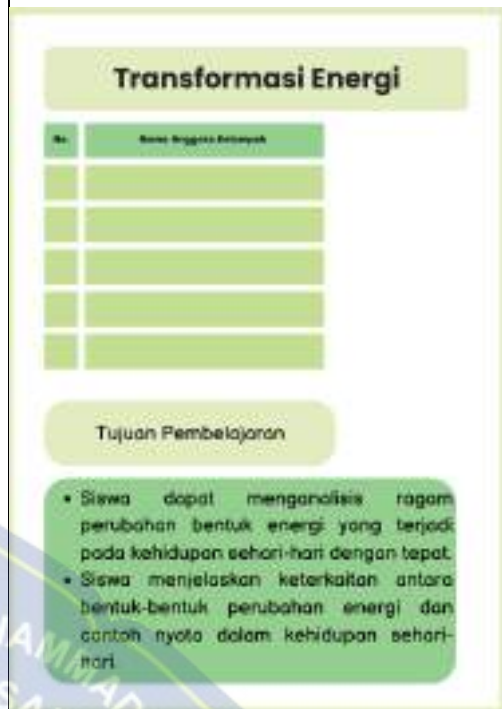 Transformasi Energi
No. Nama Anggota Kelompok
Tujuan Pembelajaran
• Siswa dapat menganalisis ragam
perubahan bentuk energi yang terjadi
pada kehidupan sehari-hari dengan tepat.
• Siswa menjelaskan keterkaitan antara
bentuk-bentuk perubahan energi dan
contoh nyata dalam kehidupan sehari-
hari